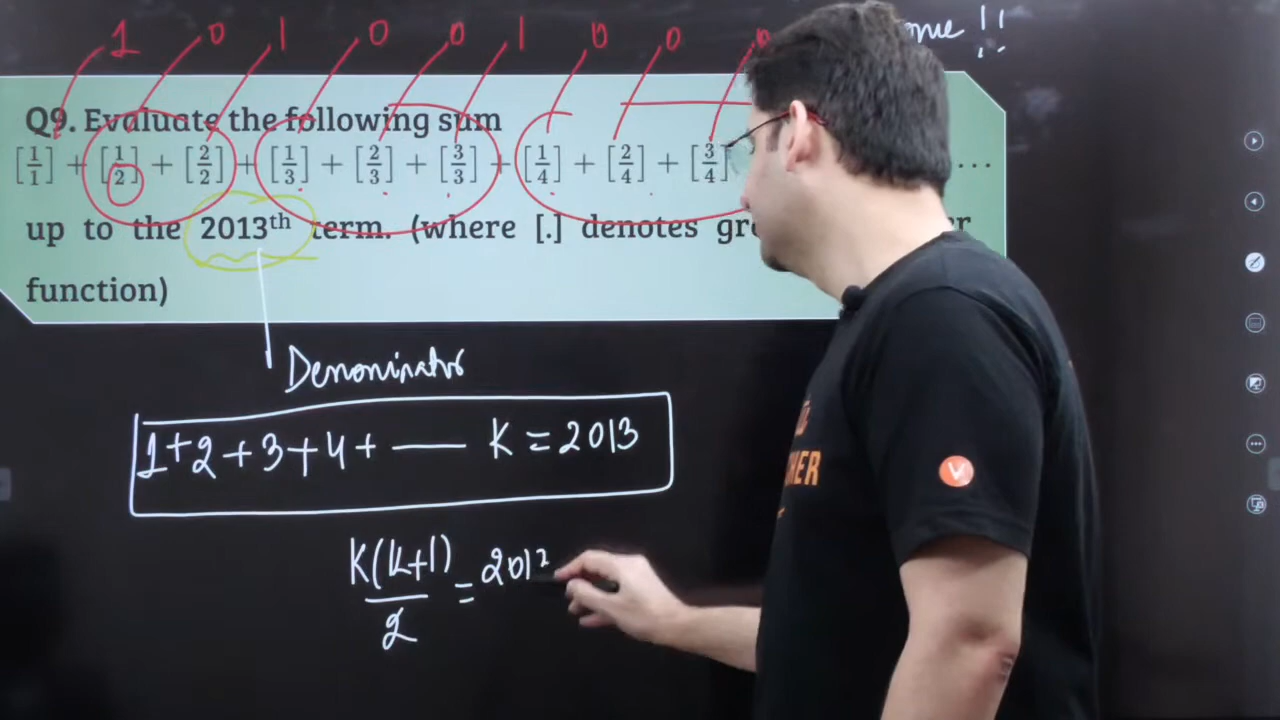 1 0 1 0 0 1 0 0 0 !!
Q9. Evaluate the following sum
[1/1] + [1/2] + [2/2] + [1/3] + [2/3] + [3/3] + [1/4] + [2/4] + [3/4] ...
up to the 2013th term. (where [.] denotes
function)
Denominator
1+2+3+4+ —— K = 2013
K(k+1)/2 = 201
V